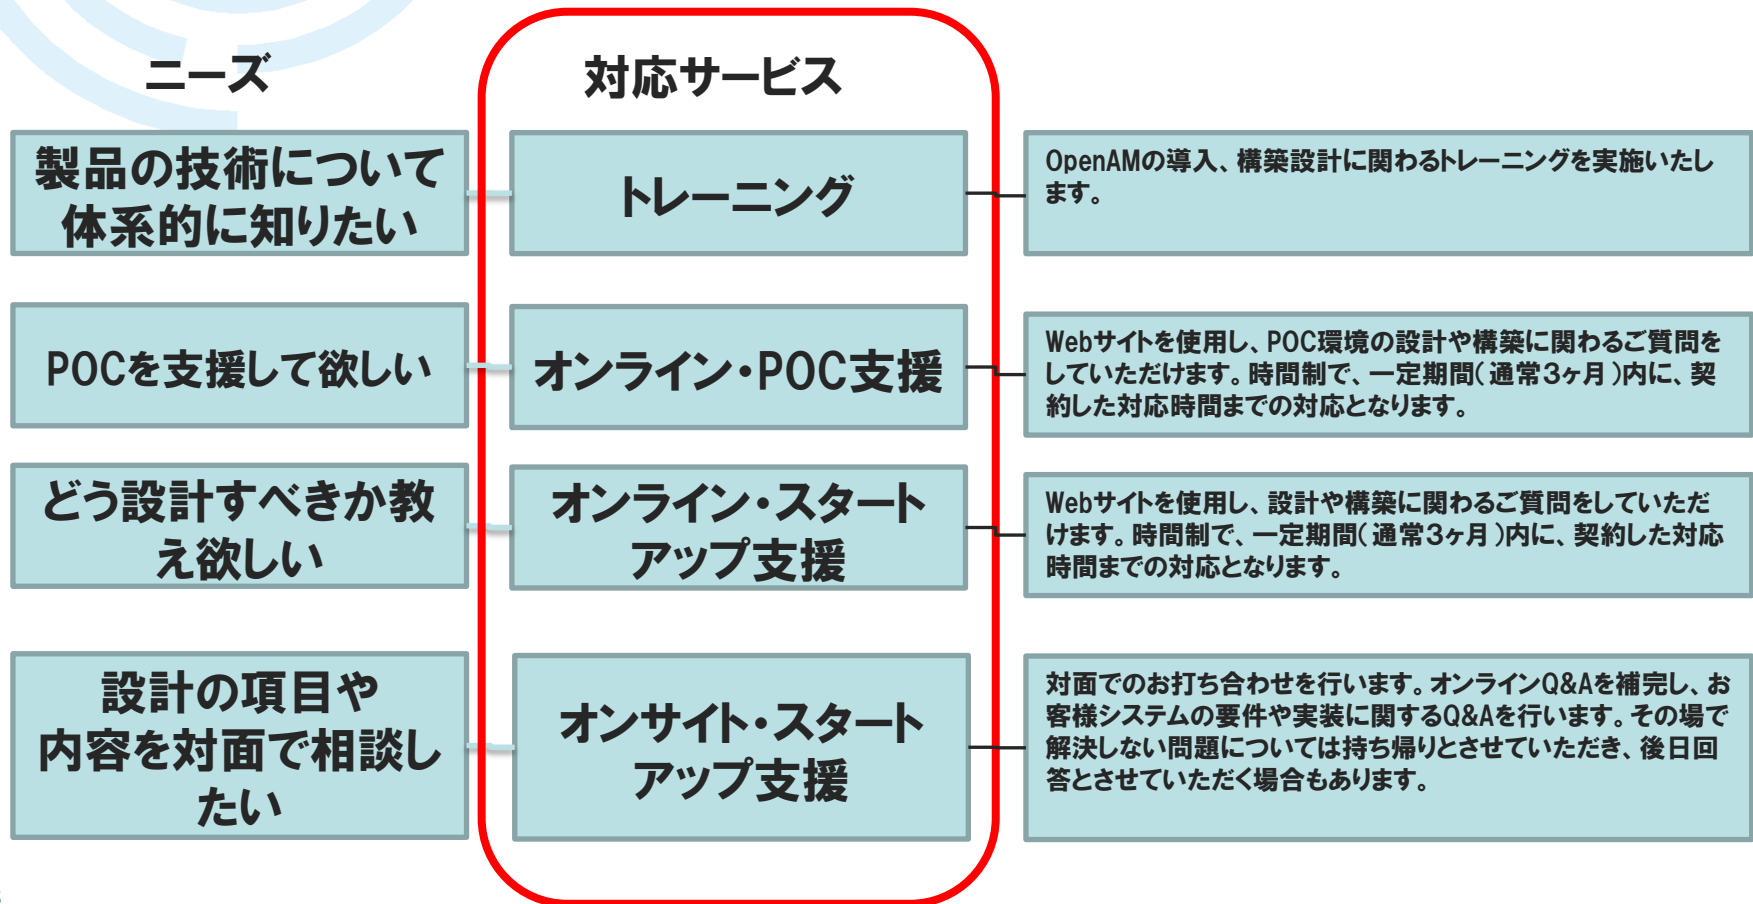 ニーズ
対応サービス
製品の技術について
体系的に知りたい
トレーニング
OpenAMの導入、構築設計に関わるトレーニングを実施いたし
ます。
POCを支援して欲しい
オンライン・POC支援
Webサイトを使用し、POC環境の設計や構築に関わるご質問を
していただけます。時間制で、一定期間(通常3ヶ月)内に、契
約した対応時間までの対応となります。
どう設計すべきか教
え欲しい
オンライン・スタート
アップ支援
Webサイトを使用し、設計や構築に関わるご質問をしていただ
けます。時間制で、一定期間(通常3ヶ月)内に、契約した対応
時間までの対応となります。
設計の項目や
内容を対面で相談し
たい
オンサイト・スタート
アップ支援
対面でのお打ち合わせを行います。オンラインQ&Aを補完し、お
客様システムの要件や実装に関するQ&Aを行います。その場で
解決しない問題については持ち帰りとさせていただき、後日回
答とさせていただく場合もあります。